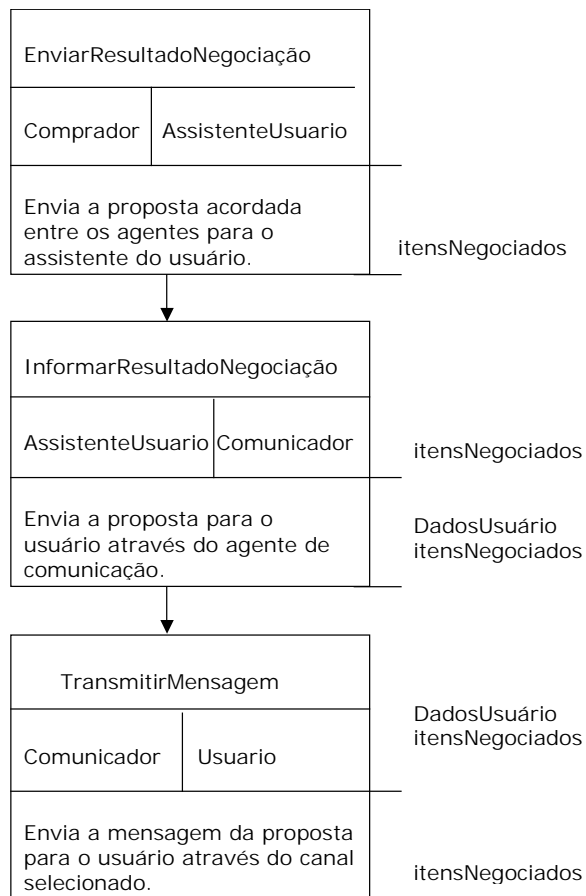 EnviarResultadoNegociação
Comprador
AssistenteUsuario
Envia a proposta acordada
entre os agentes para o
assistente do usuário.
itensNegociados
InformarResultadoNegociação
AssistenteUsuario
Comunicador
itensNegociados
Envia a proposta para o
usuário através do agente de
comunicação.
DadosUsuário
itensNegociados
TransmitirMensagem
DadosUsuário
itensNegociados
Comunicador
Usuario
Envia a mensagem da proposta
para o usuário através do canal
selecionado.
itensNegociados